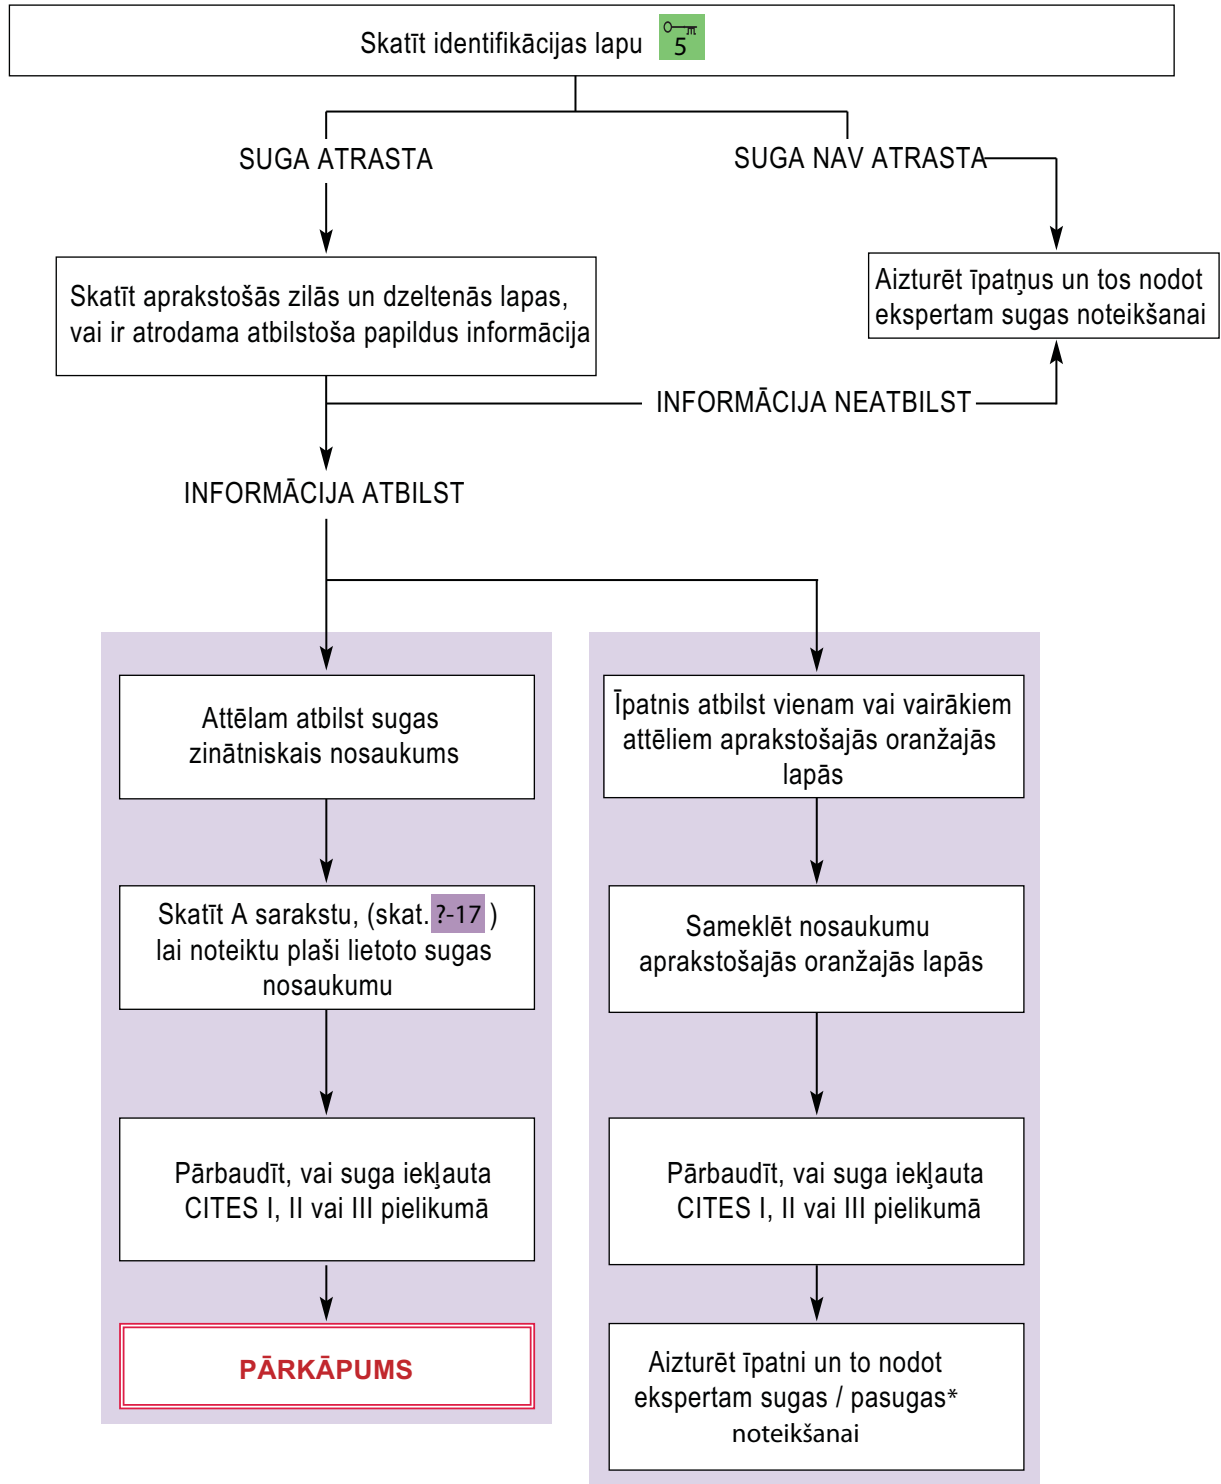 Skatīt identifikācijas lapu 5
SUGA ATRASTA
SUGA NAV ATRASTA
Skatīt aprakstošās zilās un dzeltenās lapas,
vai ir atrodama atbilstoša papildus informācija
Aizturēt īpatņus un tos nodot
ekspertam sugas noteikšanai
INFORMĀCIJA NEATBILST
INFORMĀCIJA ATBILST
Attēlam atbilst sugas
zinātniskais nosaukums
Skatīt A sarakstu, (skat. ?-17 )
lai noteiktu plaši lietoto sugas
nosaukumu
Pārbaudīt, vai suga iekļauta
CITES I, II vai III pielikumā
PĀRKĀPUMS
Īpatnis atbilst vienam vai vairākiem
attēliem aprakstošajās oranžajās
lapās
Sameklēt nosaukumu
aprakstošajās oranžajās lapās
Pārbaudīt, vai suga iekļauta
CITES I, II vai III pielikumā
Aizturēt īpatni un to nodot
ekspertam sugas / pasugas*
noteikšanai